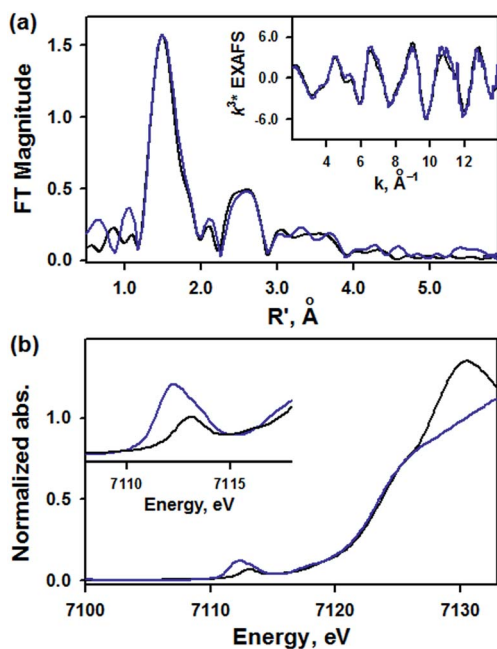 (a)
1.5
1.0
0.5
0.0
FT Magnitude
1.0
2.0
3.0
4.0
5.0
R', Å
6.0
0.0
-6.0
k³* EXAFS
4
6
8
10
12
k, Å⁻¹
(b)
1.0
0.5
0.0
Normalized abs.
7110
7115
Energy, eV
7100
7110
7120
7130
Energy, eV